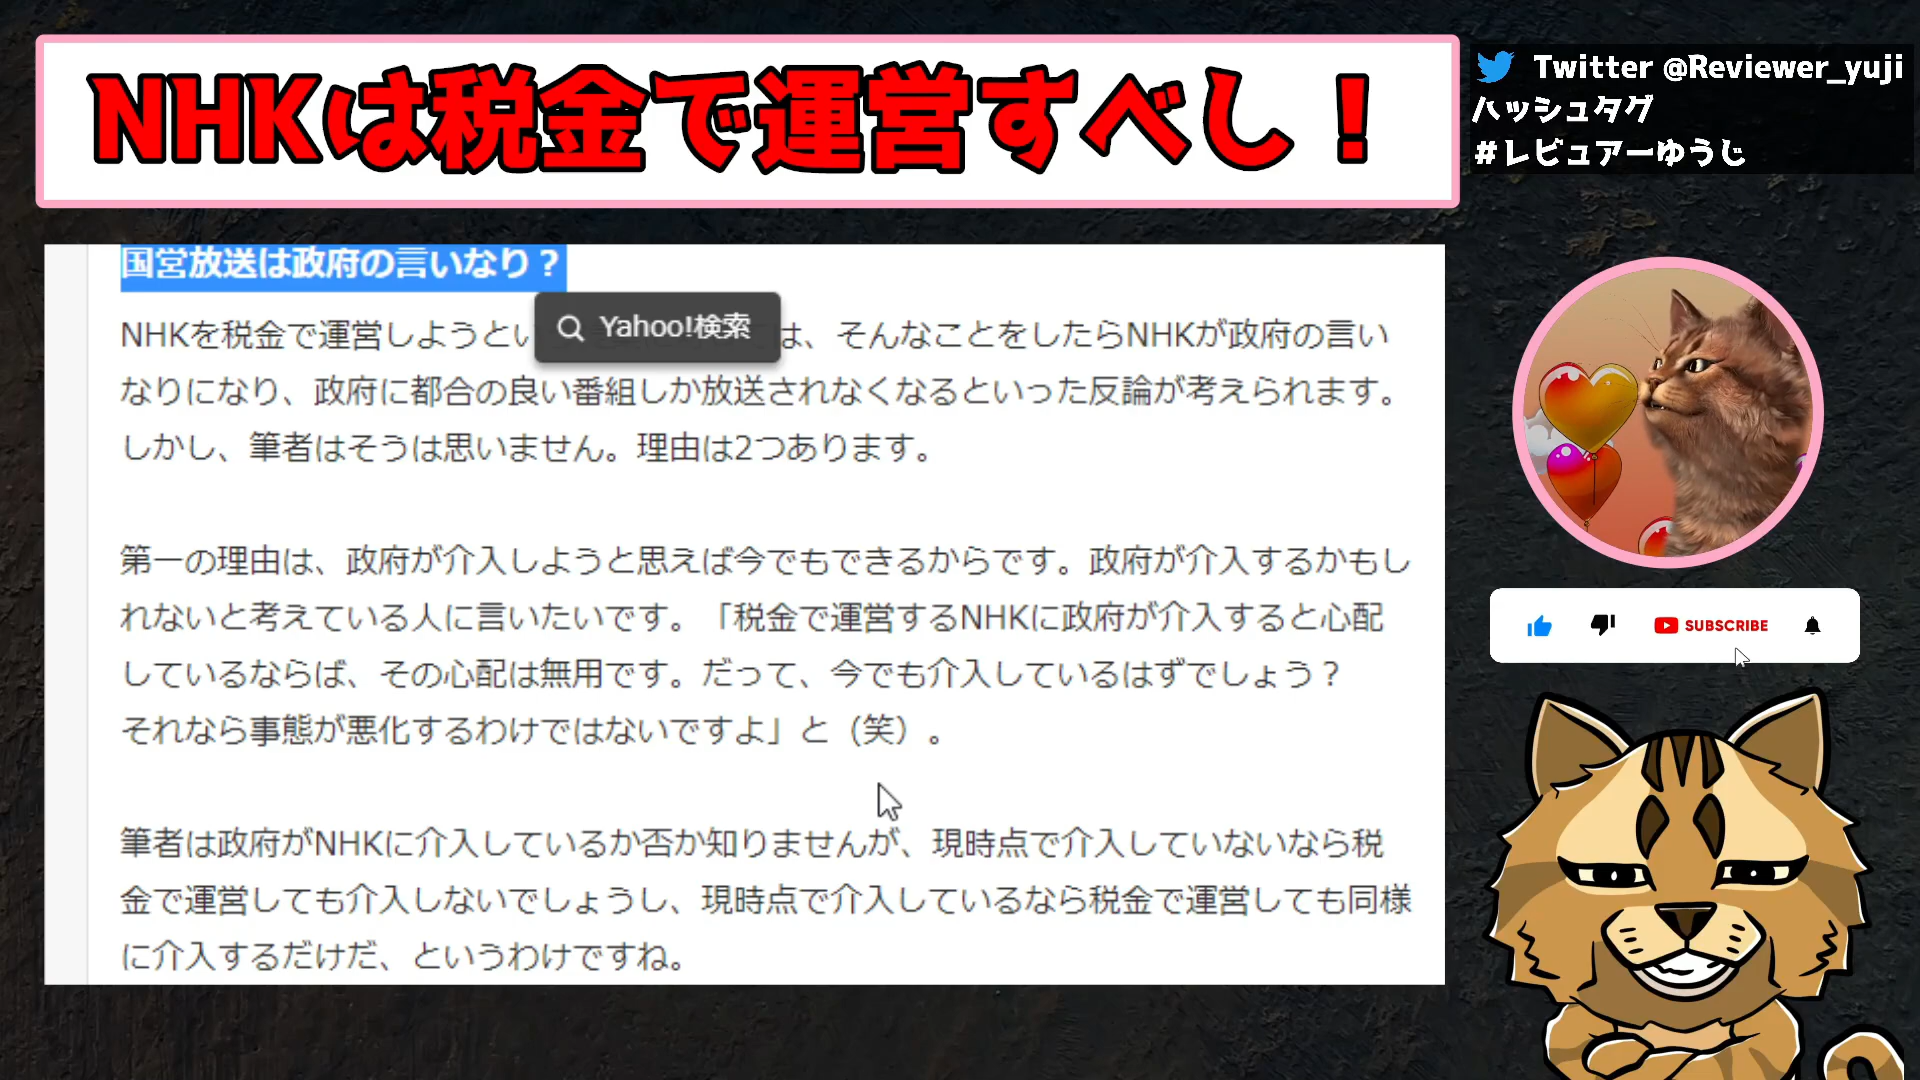 NHKは税金で運営すべし！
Twitter @Reviewer_yuji
ハッシュタグ
#レビュアーゆうじ
国営放送は政府の言いなり？
Yahoo!検索
NHKを税金で運営しようとい は、そんなことをしたらNHKが政府の言い
なりになり、政府に都合の良い番組しか放送されなくなるといった反論が考えられます。
しかし、筆者はそうは思いません。理由は2つあります。
第一の理由は、政府が介入しようと思えば今でもできるからです。政府が介入するかもし
れないと考えている人に言いたいです。「税金で運営するNHKに政府が介入すると心配
しているならば、その心配は無用です。だって、今でも介入しているはずでしょう？
それなら事態が悪化するわけではないですよ」と（笑）。
筆者は政府がNHKに介入しているか否か知りませんが、現時点で介入していないなら税
金で運営しても介入しないでしょうし、現時点で介入しているなら税金で運営しても同様
に介入するだけだ、というわけですね。
SUBSCRIBE